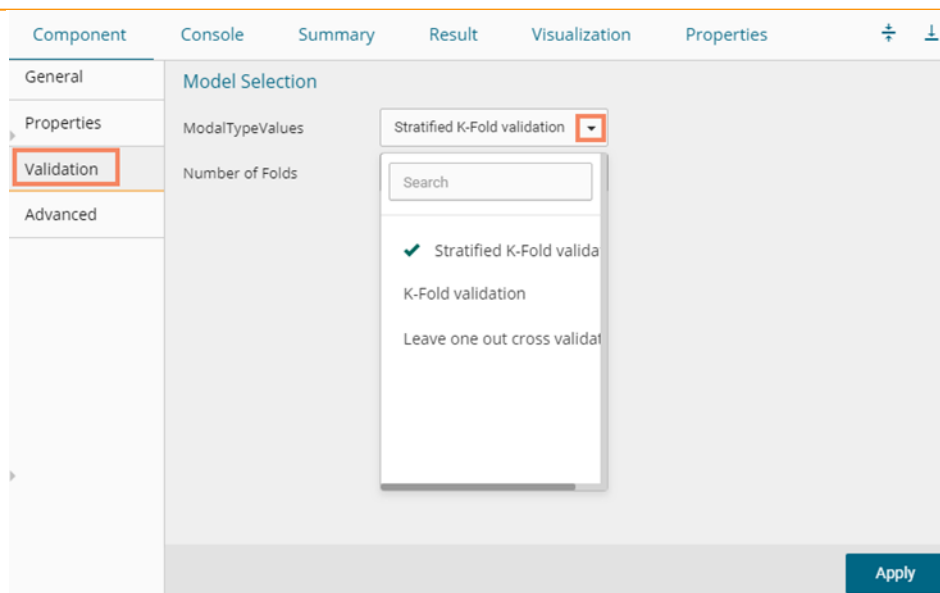 Component Console Summary Result Visualization Properties
General
Properties
Validation
Advanced
Model Selection
ModalTypeValues Stratified K-Fold validation
Number of Folds
Search
Stratified K-Fold valida
K-Fold validation
Leave one out cross validat
Apply